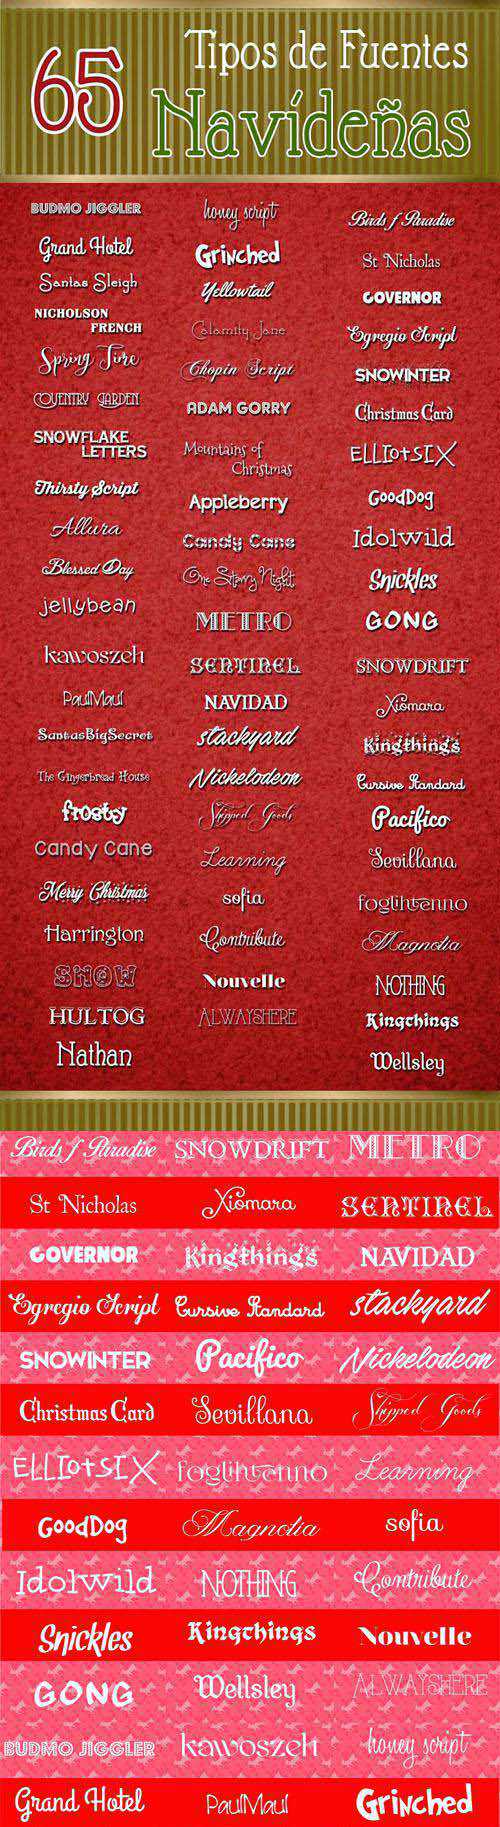 65
Tipos de Fuentes
Navideñas
BUDMO JIGGLER
Grand Hotel
Santas Sleigh
NICHOLSON
FRENCH
Spring Time
COUENTRY GARDEN
SNOWFLAKE
LETTERS
Thirsty Script
Allura
Blessed Day
jellybean
kawoszeh
PaulMaul
SantasBigSecret
The Gingerbread House
frosty
Candy Cane
Merry Christmas
Harrington
SNOW
HULTOG
Nathan
honey script
Grinched
Yellowtail
Calamity Jane
Chopin Script
ADAM GORRY
Mountains of
Christmas
Appleberry
Candy Cane
One Starry Night
METRO
SENTINEL
NAVIDAD
stackyard
Nickelodeon
Shipped Goods
Learning
sofia
Contribute
Nouvelle
ALWAYSHERE
Birds f Paradise
St Nicholas
GOVERNOR
Egregio Script
SNOWINTER
Christmas Card
ELLIOtSIX
GoodDog
Idolwild
Snickles
GONG
SNOWDRIFT
Xiomara
Kingthings
Cursive Standard
Pacifico
Sevillana
foglihtenno
Magnolia
NOTHING
Kingthings
Wellsley
Birds f Paradise SNOWDRIFT METRO
St Nicholas Xiomara SENTINEL
GOVERNOR Kingthings NAVIDAD
Egregio Script Cursive Standard stackyard
SNOWINTER Pacifico Nickelodeon
Christmas Card Sevillana Shipped Goods
ELLIOtSIX foglihtenno Learning
GoodDog Magnolia sofia
Idolwild NOTHING Contribute
Snickles Kingthings Nouvelle
GONG Wellsley ALWAYSHERE
BUDMO JIGGLER kawoszeh honey script
Grand Hotel PaulMaul Grinched